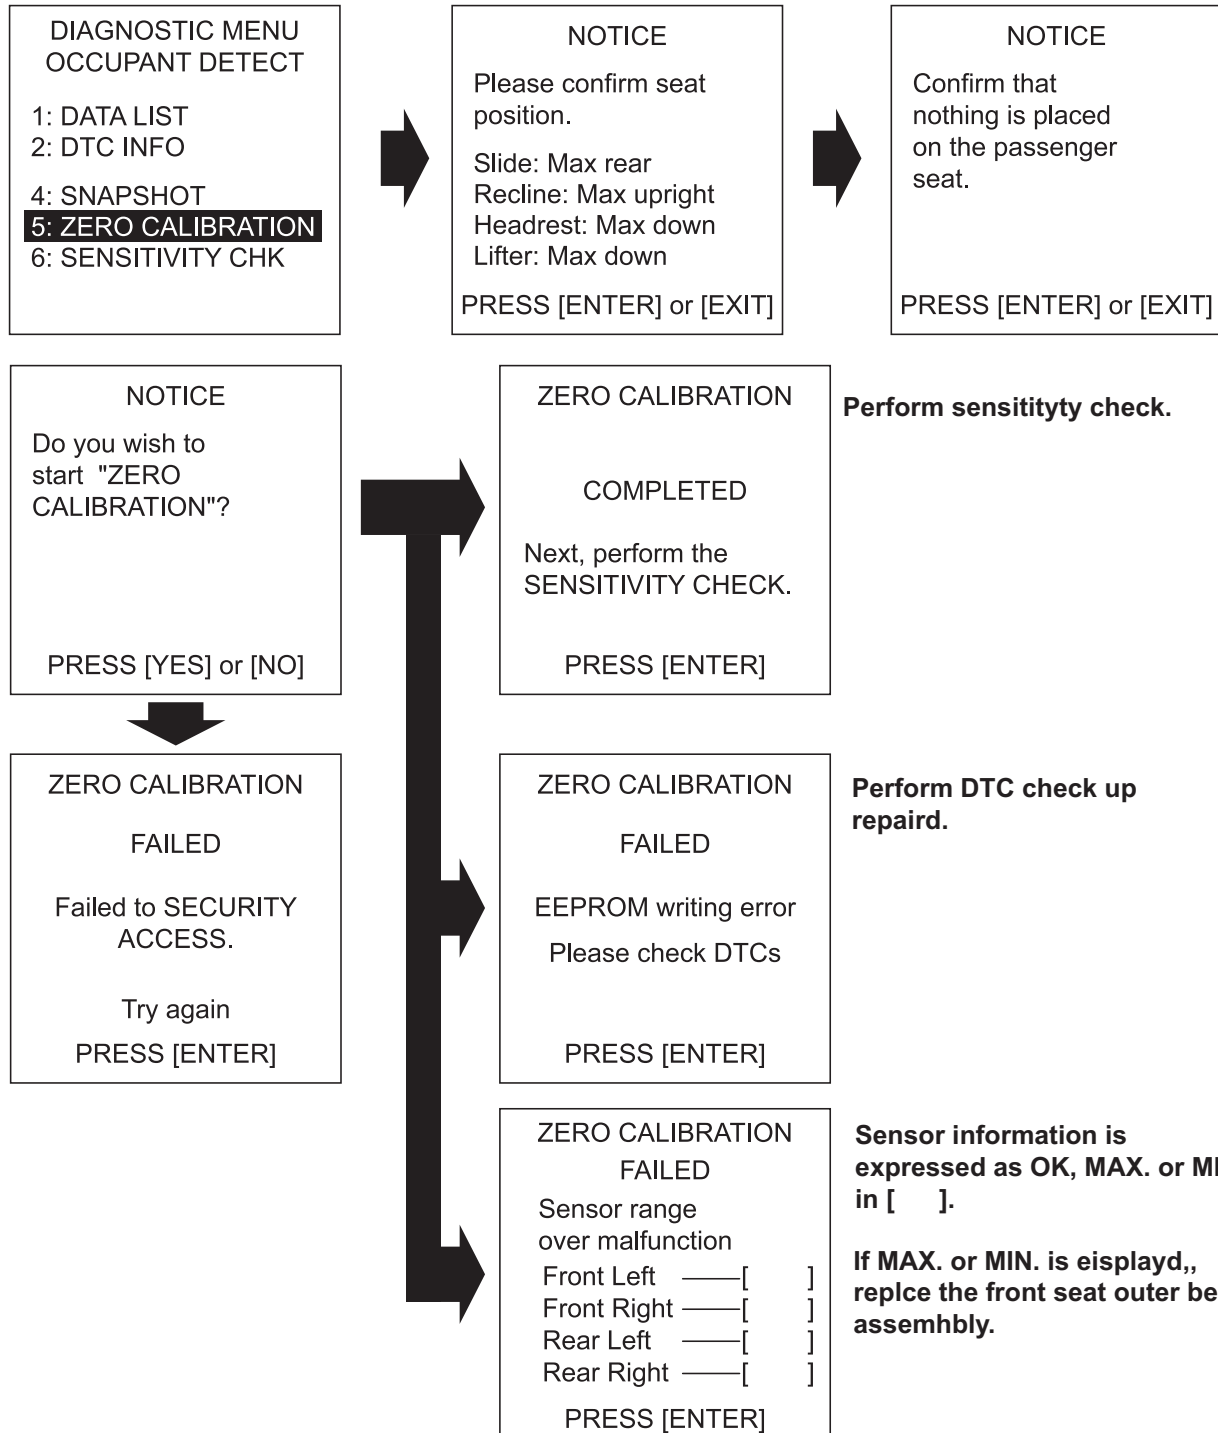 DIAGNOSTIC MENU
OCCUPANT DETECT
1: DATA LIST
2: DTC INFO
4: SNAPSHOT
5: ZERO CALIBRATION
6: SENSITIVITY CHK
NOTICE
Please confirm seat
position.
Slide: Max rear
Recline: Max upright
Headrest: Max down
Lifter: Max down
PRESS [ENTER] or [EXIT]
NOTICE
Confirm that
nothing is placed
on the passenger
seat.
PRESS [ENTER] or [EXIT]
NOTICE
Do you wish to
start "ZERO
CALIBRATION"?
PRESS [YES] or [NO]
ZERO CALIBRATION
COMPLETED
Next, perform the
SENSITIVITY CHECK.
PRESS [ENTER]
Perform sensitityty check.
ZERO CALIBRATION
FAILED
Failed to SECURITY
ACCESS.
Try again
PRESS [ENTER]
ZERO CALIBRATION
FAILED
EEPROM writing error
Please check DTCs
PRESS [ENTER]
Perform DTC check up
repaird.
ZERO CALIBRATION
FAILED
Sensor range
over malfunction
Front Left ——[ ]
Front Right ——[ ]
Rear Left ——[ ]
Rear Right ——[ ]
PRESS [ENTER]
Sensor information is
expressed as OK, MAX. or
in [ ].
If MAX. or MIN. is eisplayd,,
replce the front seat outer
assemhbly.